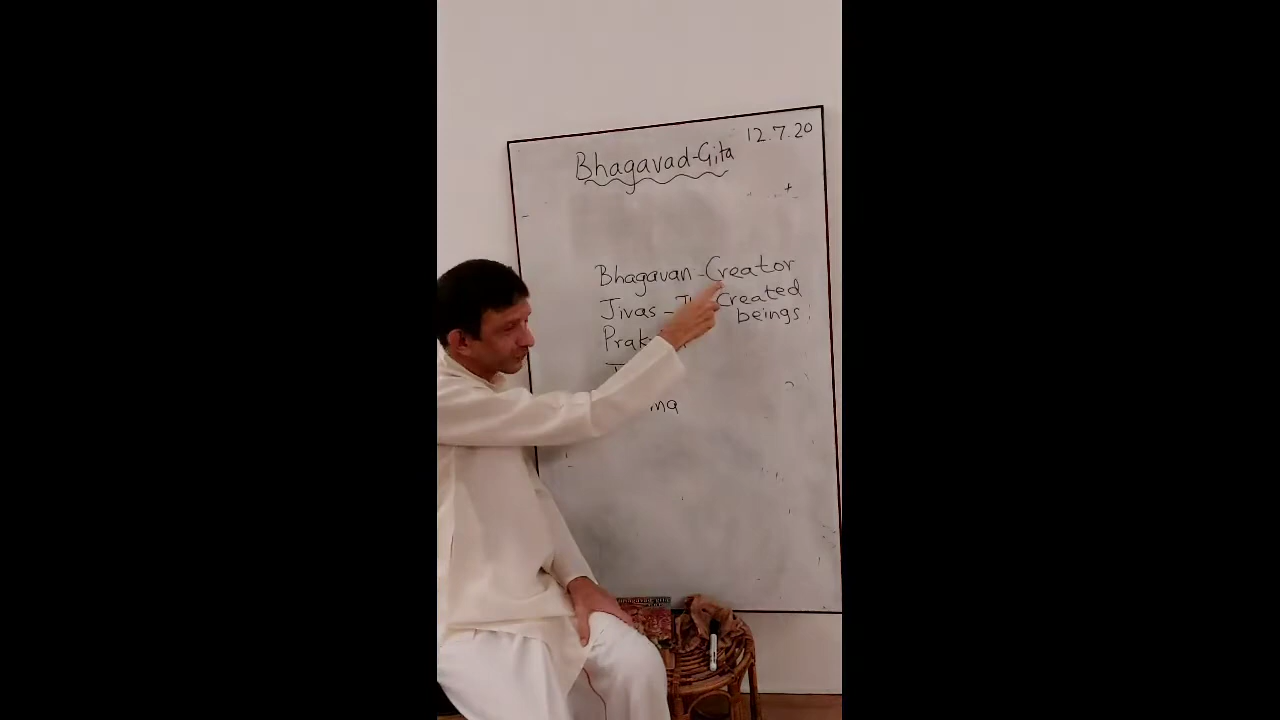 12.7.20
Bhagavad-Gita
Bhagavan - Creator
Jivas - Created
beings